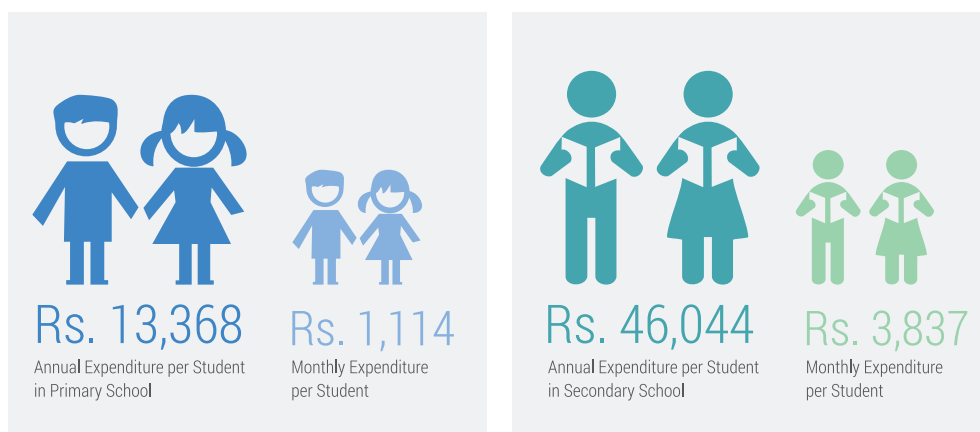 Rs. 13,368
Annual Expenditure per Student
in Primary School
Rs. 1,114
Monthly Expenditure
per Student
Rs. 46,044
Annual Expenditure per Student
in Secondary School
Rs. 3,837
Monthly Expenditure
per Student